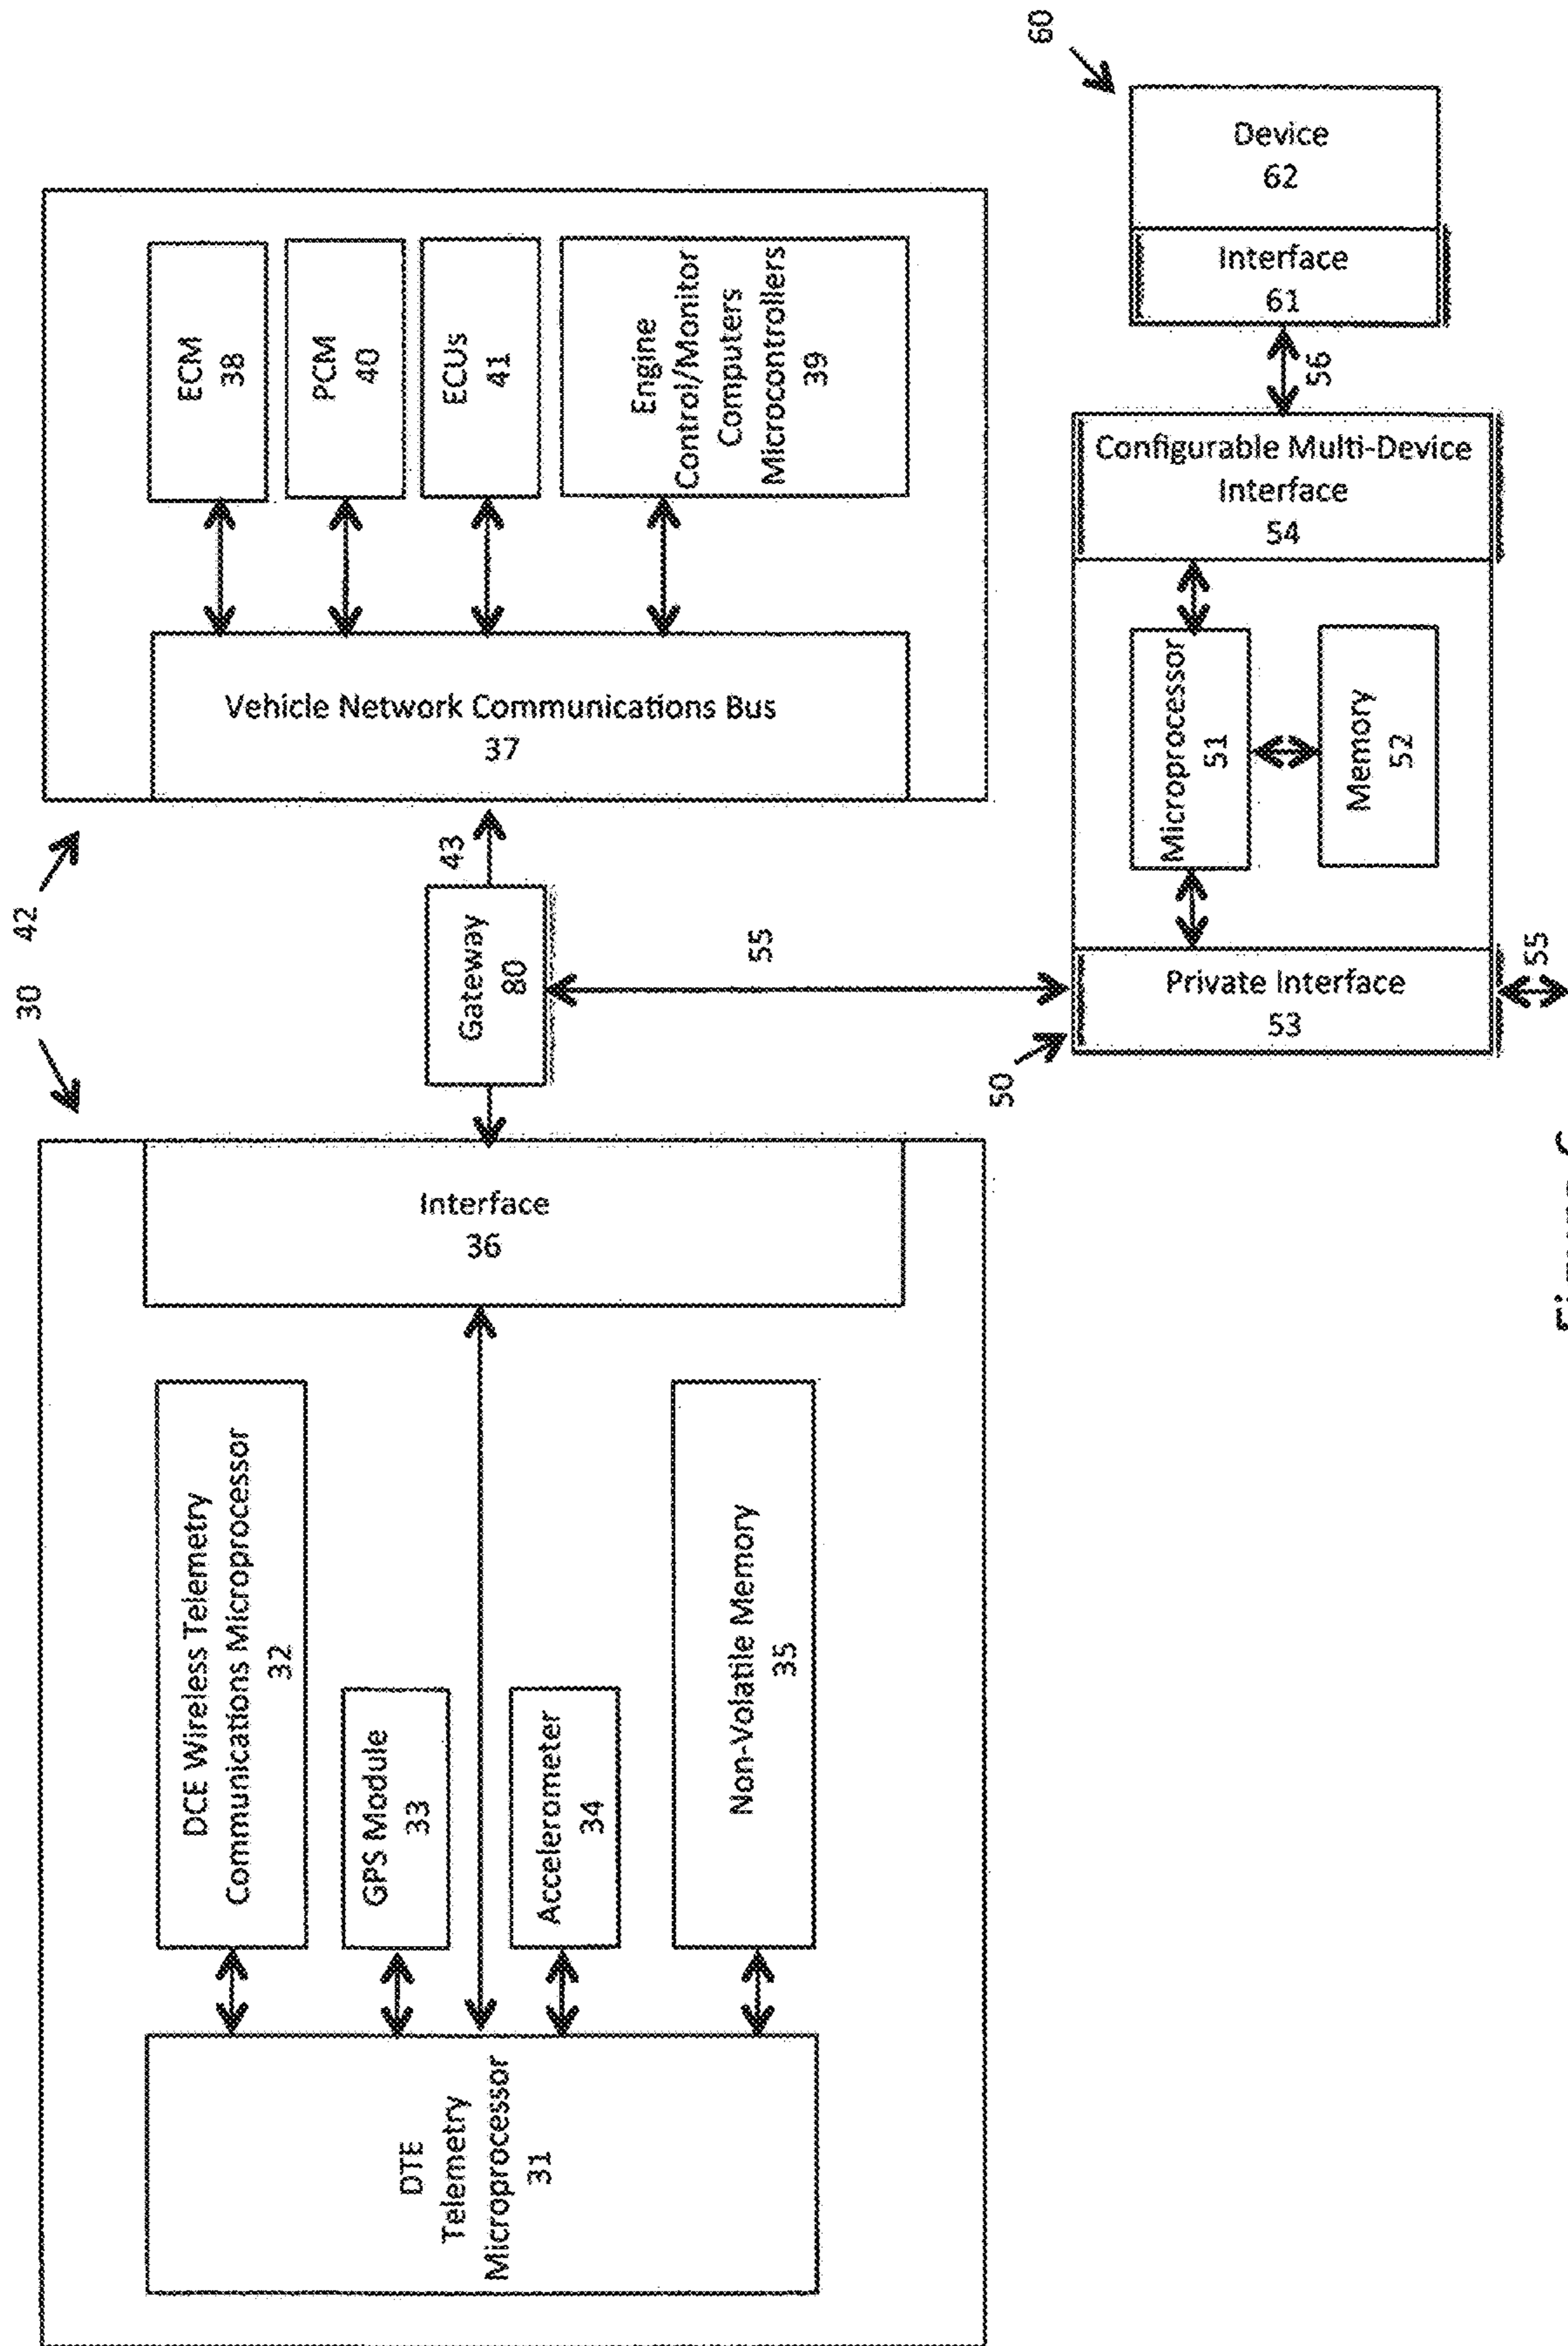 30
42
DTE
Telemetry
Microprocessor
31
DCE Wireless Telemetry
Communications Microprocessor
32
GPS Module
33
Accelerometer
34
Non-Volatile Memory
35
Interface
36
Gateway
80
43
Vehicle Network Communications Bus
37
ECM
38
PCM
40
ECUs
41
Engine
Control/Monitor
Computers
Microcontrollers
39
55
50
Private Interface
53
55
Microprocessor
51
Memory
52
Configurable Multi-Device
Interface
54
56
60
Interface
61
Device
62